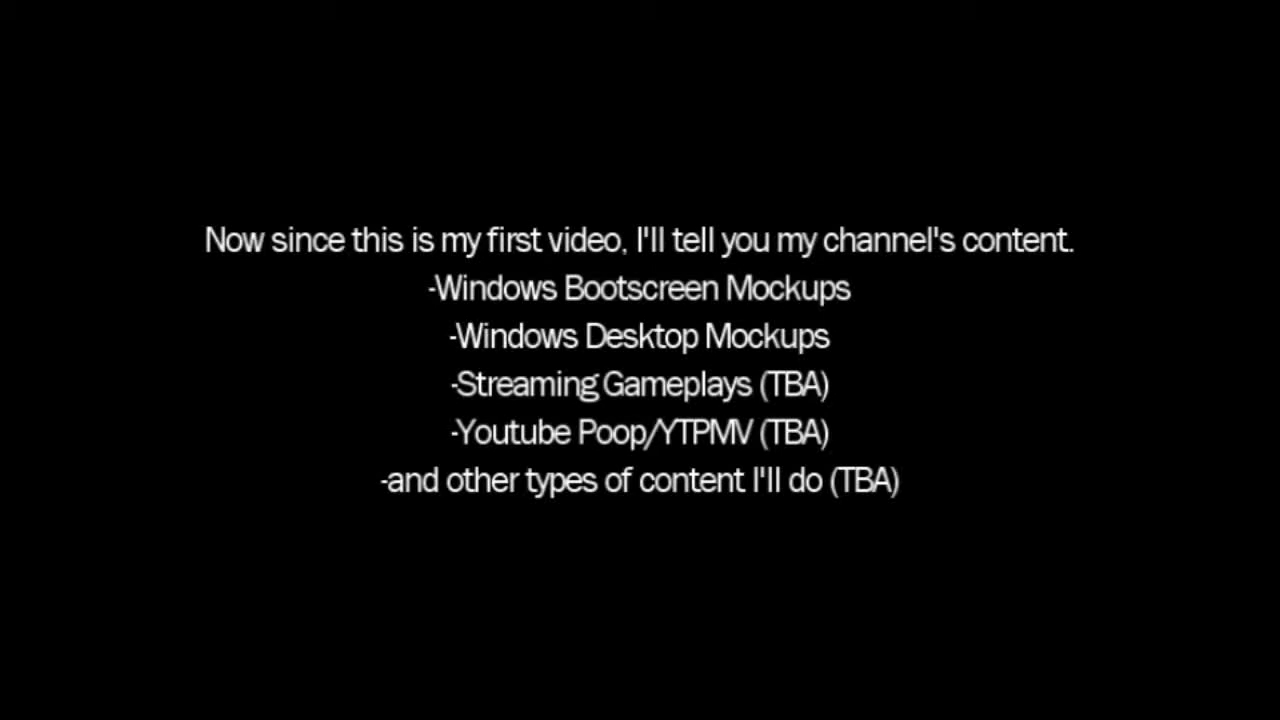 Now since this is my first video, I'll tell you my channel's content.
-Windows Bootscreen Mockups
-Windows Desktop Mockups
-Streaming Gameplays (TBA)
-Youtube Poop/YTPMV (TBA)
-and other types of content I'll do (TBA)